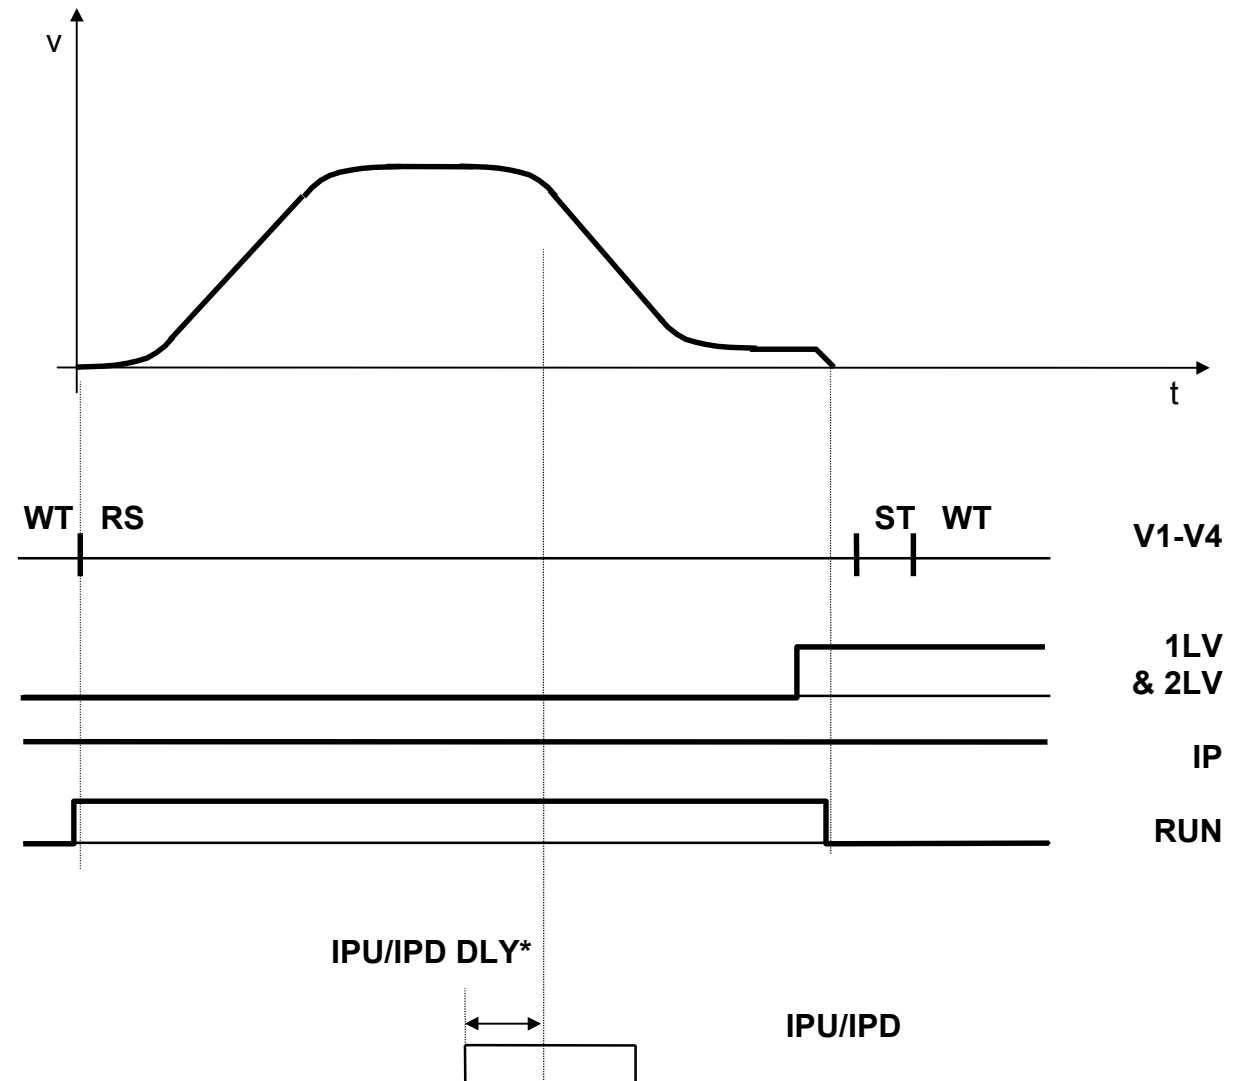 v
t
WT RS ST WT
V1-V4
1LV
& 2LV
IP
RUN
IPU/IPD DLY*
IPU/IPD